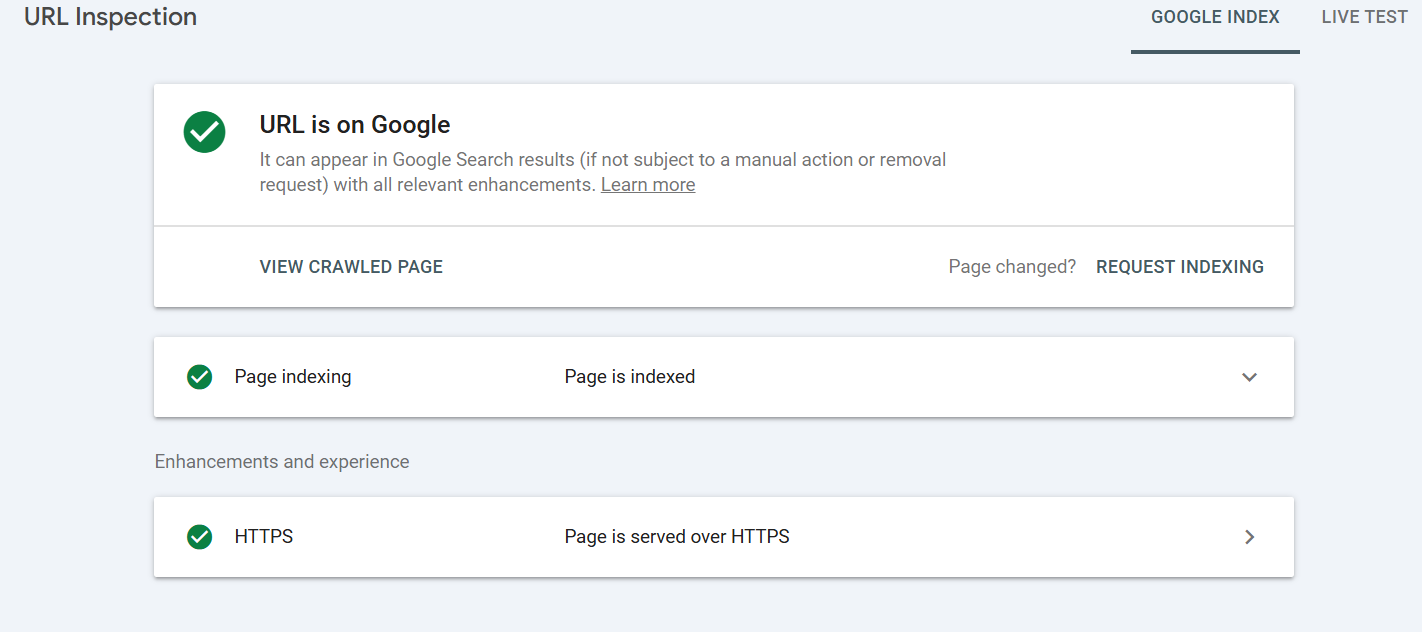 URL Inspection
GOOGLE INDEX
LIVE TEST
URL is on Google
It can appear in Google Search results (if not subject to a manual action or removal
request) with all relevant enhancements. Learn more
VIEW CRAWLED PAGE
Page changed?
REQUEST INDEXING
Page indexing
Page is indexed
Enhancements and experience
HTTPS
Page is served over HTTPS